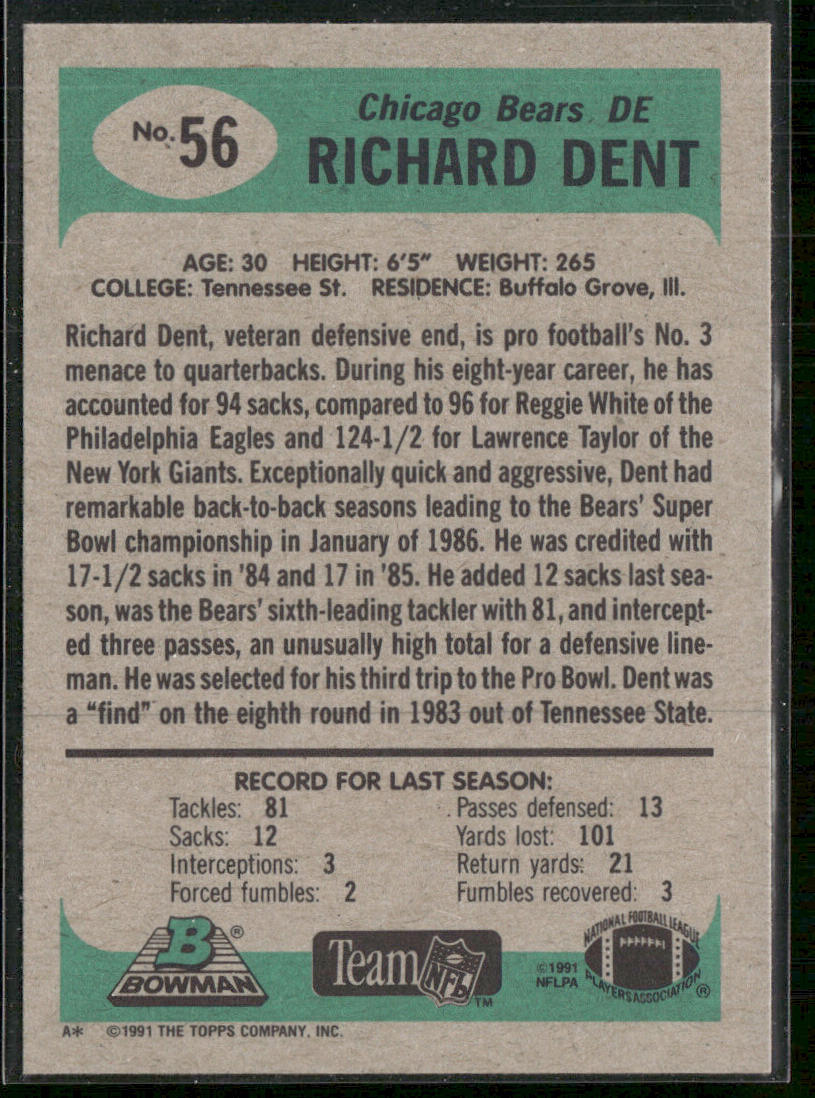 No. 56
Chicago Bears DE
RICHARD DENT
AGE: 30 HEIGHT: 6'5" WEIGHT: 265
COLLEGE: Tennessee St. RESIDENCE: Buffalo Grove, Ill.
Richard Dent, veteran defensive end, is pro football's No. 3
menace to quarterbacks. During his eight-year career, he has
accounted for 94 sacks, compared to 96 for Reggie White of the
Philadelphia Eagles and 124-1/2 for Lawrence Taylor of the
New York Giants. Exceptionally quick and aggressive, Dent had
remarkable back-to-back seasons leading to the Bears' Super
Bowl championship in January of 1986. He was credited with
17-1/2 sacks in '84 and 17 in '85. He added 12 sacks last sea-
son, was the Bears' sixth-leading tackler with 81, and intercept-
ed three passes, an unusually high total for a defensive line-
man. He was selected for his third trip to the Pro Bowl. Dent was
a "find" on the eighth round in 1983 out of Tennessee State.
RECORD FOR LAST SEASON:
Tackles: 81 Passes defensed: 13
Sacks: 12 Yards lost: 101
Interceptions: 3 Return yards: 21
Forced fumbles: 2 Fumbles recovered: 3
B ®
BOWMAN
Team NFL ™
©1991
NFLPA
NATIONAL FOOTBALL LEAGUE
PLAYERS ASSOCIATION ®
A* ©1991 THE TOPPS COMPANY, INC.